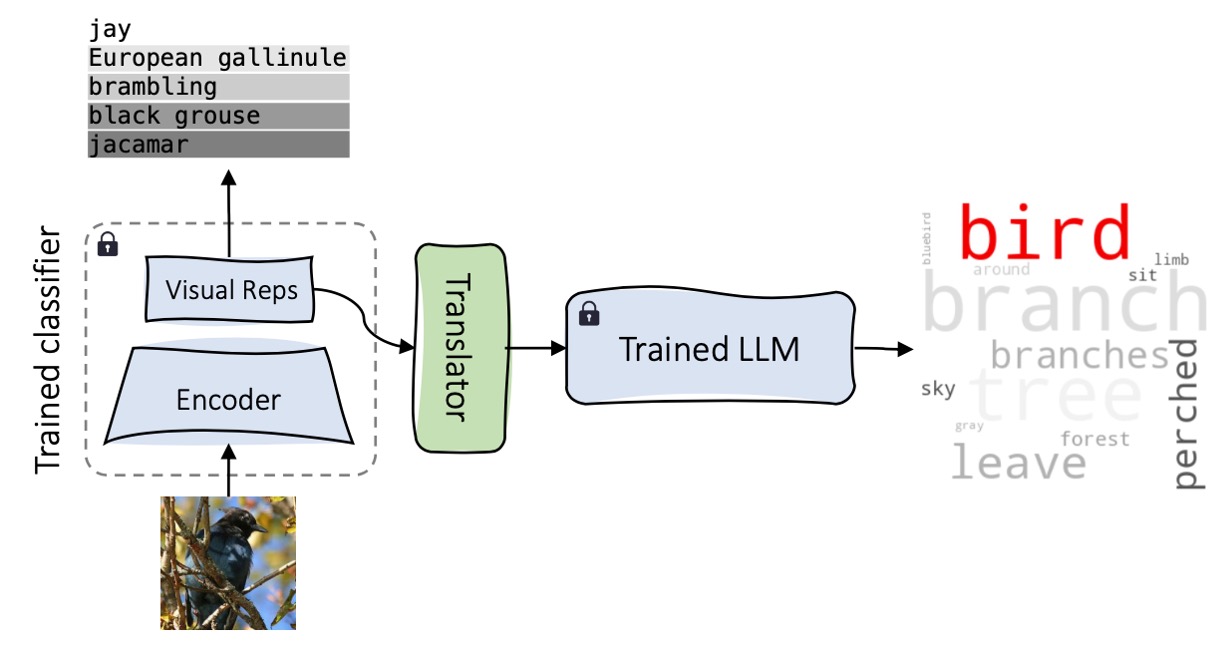 jay
European gallinule
brambling
black grouse
jacamar
Trained classifier
Visual Reps
Encoder
Translator
Trained LLM
bluebird
bird
limb
around
sit
branch
branches
sky
tree
perched
gray
forest
leave